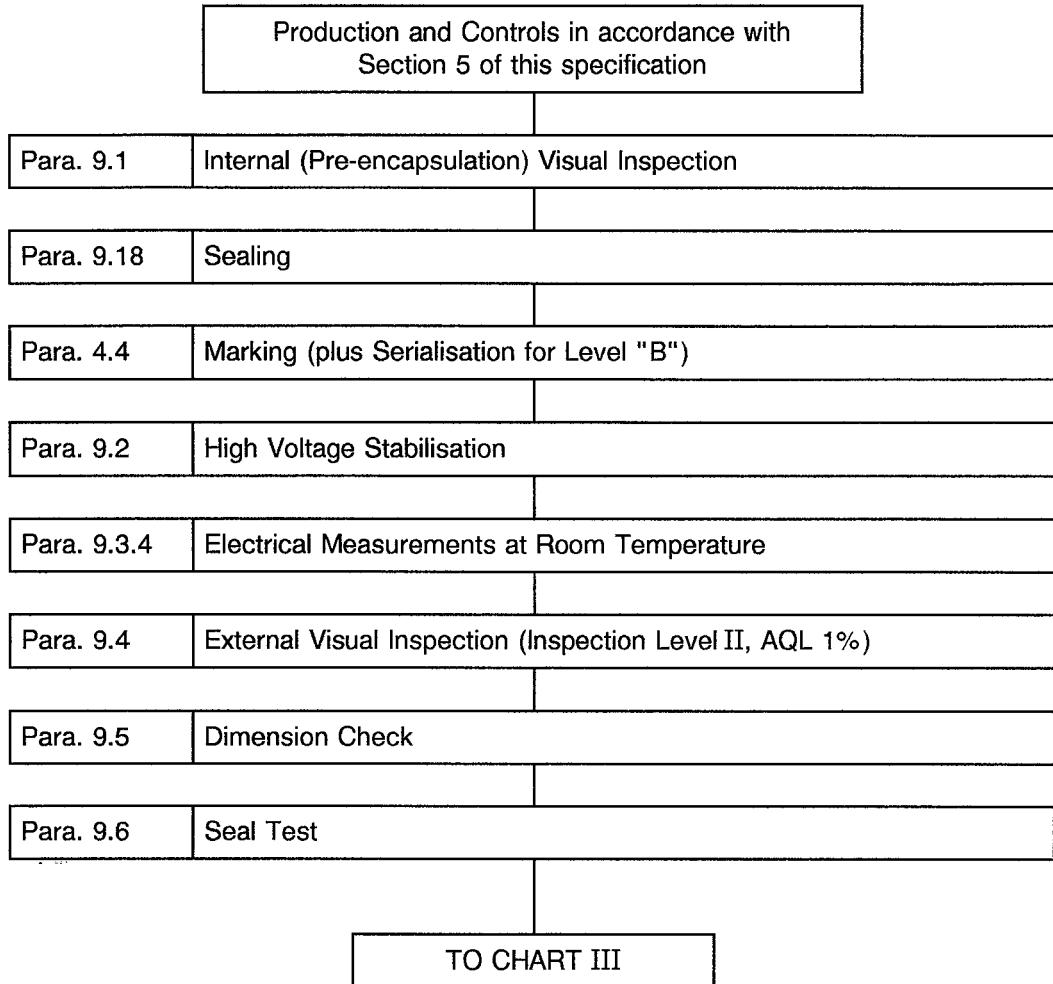 Production and Controls in accordance with
Section 5 of this specification
Para. 9.1 Internal (Pre-encapsulation) Visual Inspection
Para. 9.18 Sealing
Para. 4.4 Marking (plus Serialisation for Level "B")
Para. 9.2 High Voltage Stabilisation
Para. 9.3.4 Electrical Measurements at Room Temperature
Para. 9.4 External Visual Inspection (Inspection Level II, AQL 1%)
Para. 9.5 Dimension Check
Para. 9.6 Seal Test
TO CHART III